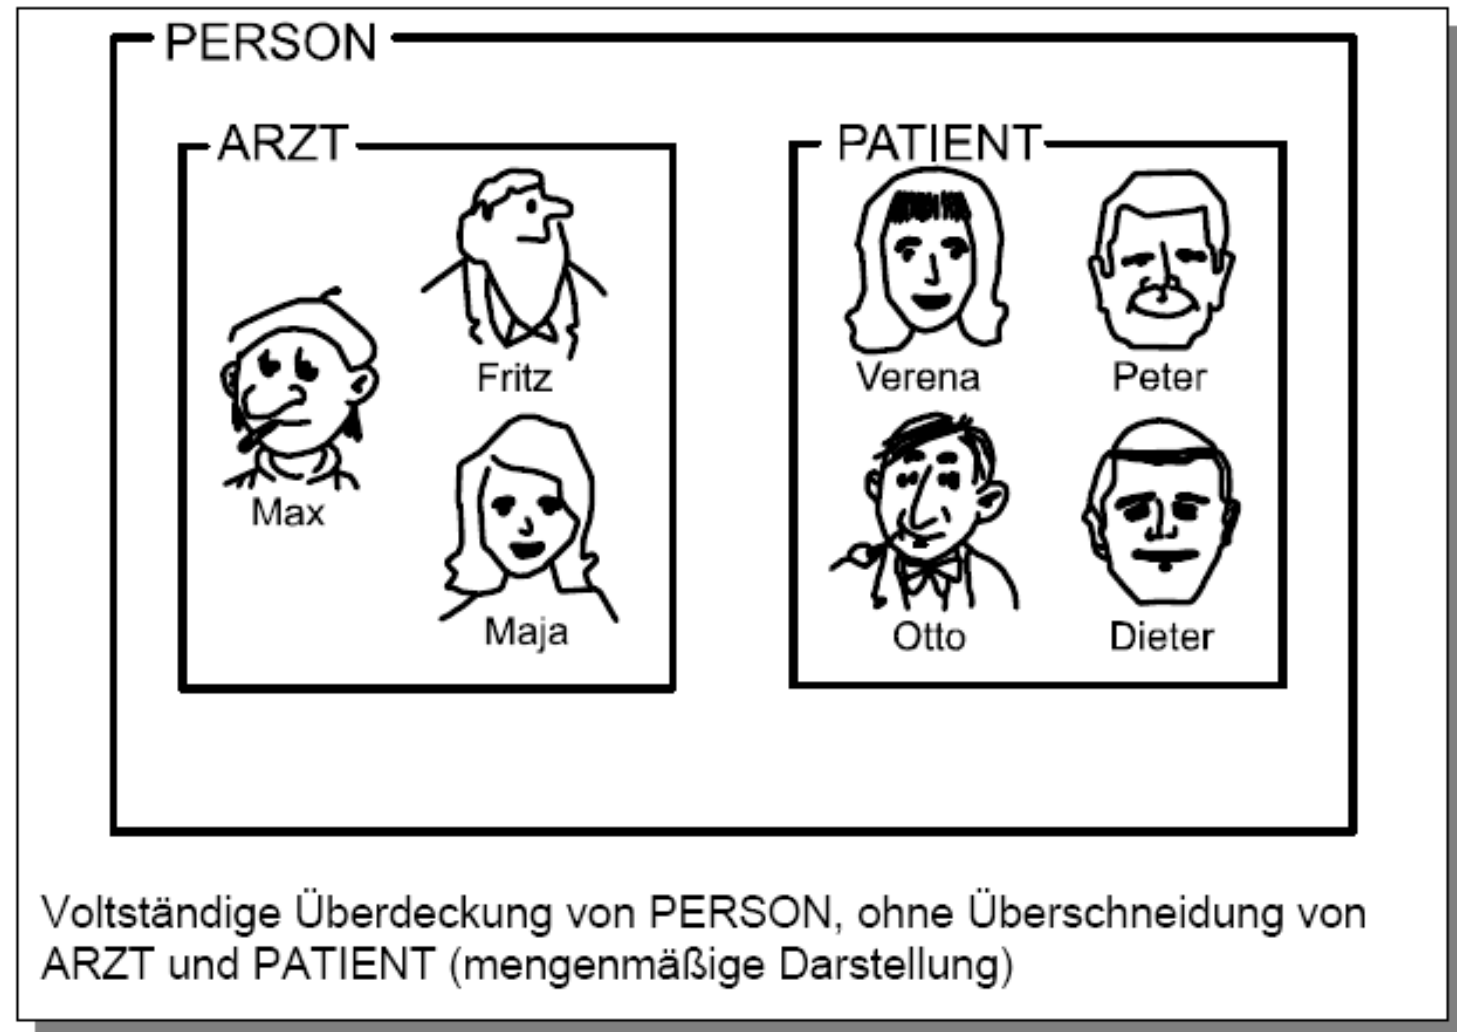 PERSON
ARZT
PATIENT
Fritz
Verena
Peter
Max
Maja
Otto
Dieter
Voltständige Überdeckung von PERSON, ohne Überschneidung von
ARZT und PATIENT (mengenmäßige Darstellung)